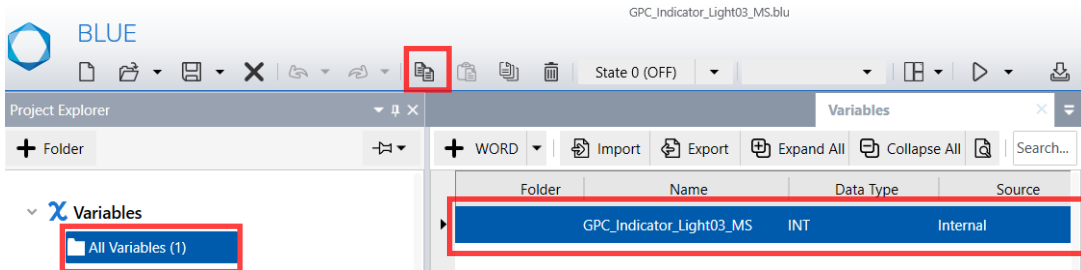 GPC_Indicator_Light03_MS.blu
BLUE
State 0 (OFF)
Project Explorer
Variables
Folder
WORD Import Export Expand All Collapse All Search...
Folder Name Data Type Source
Variables
GPC_Indicator_Light03_MS INT Internal
All Variables (1)